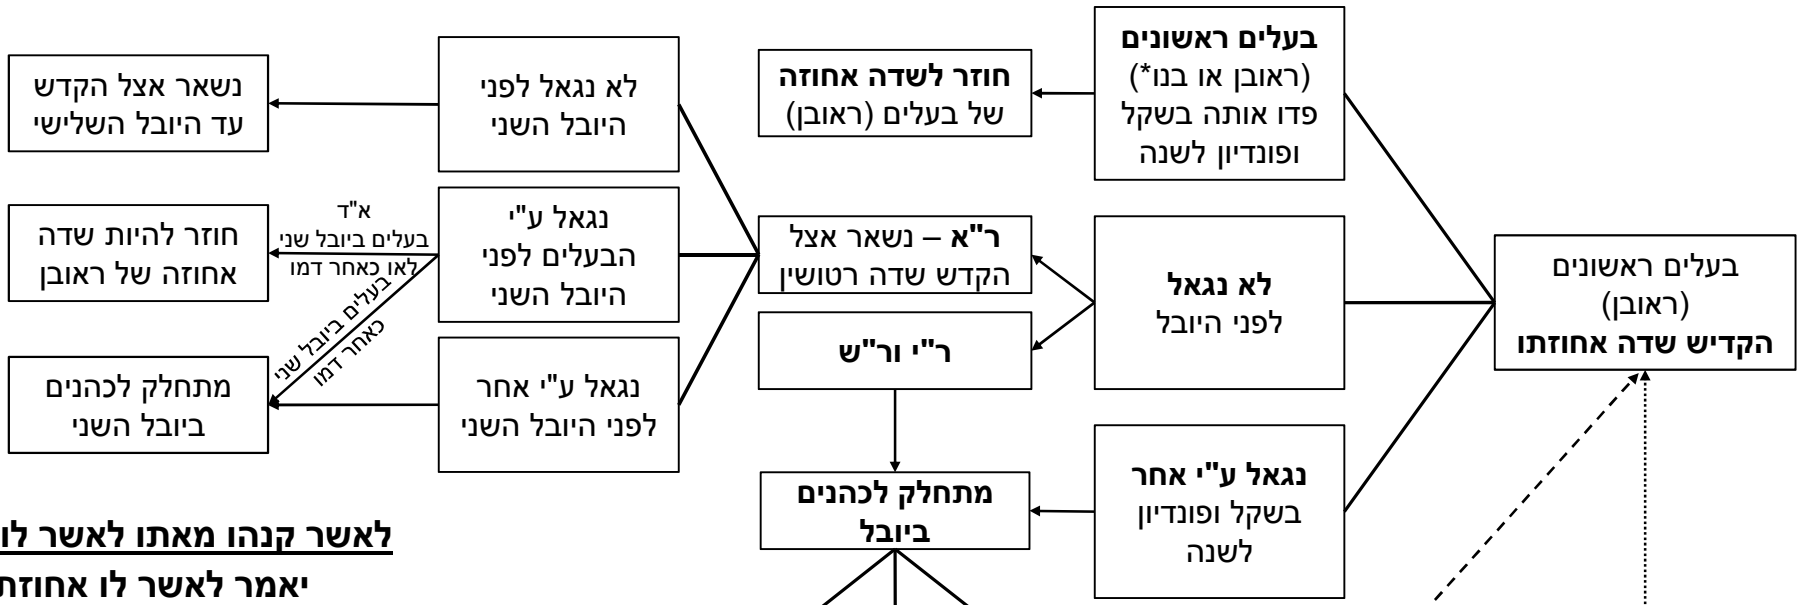 בעלים ראשונים
(ראובן)
הקדיש שדה אחוזתו
בעלים ראשונים
(ראובן או בנו*)
פדו אותה בשקל
ופונדיון לשנה
חוזר לשדה אחוזה
של בעלים (ראובן)
לא נגאל
לפני היובל
ר"א – נשאר אצל
הקדש שדה רטושין
ר"י ור"ש
נגאל ע"י אחר
בשקל ופונדיון
לשנה
מתחלק לכהנים
ביובל
לא נגאל לפני
היובל השני
נשאר אצל הקדש
עד היובל השלישי
נגאל ע"י
הבעלים לפני
היובל השני
א"ד
בעלים ביובל שני
לאו כאחר דמו
חוזר להיות שדה
אחוזה של ראובן
בעלים ביובל שני
כאחר דמו
נגאל ע"י אחר
לפני היובל השני
מתחלק לכהנים
ביובל השני
לאשר קנהו מאתו לאשר לו
יאמר לאשר לו אחוזת